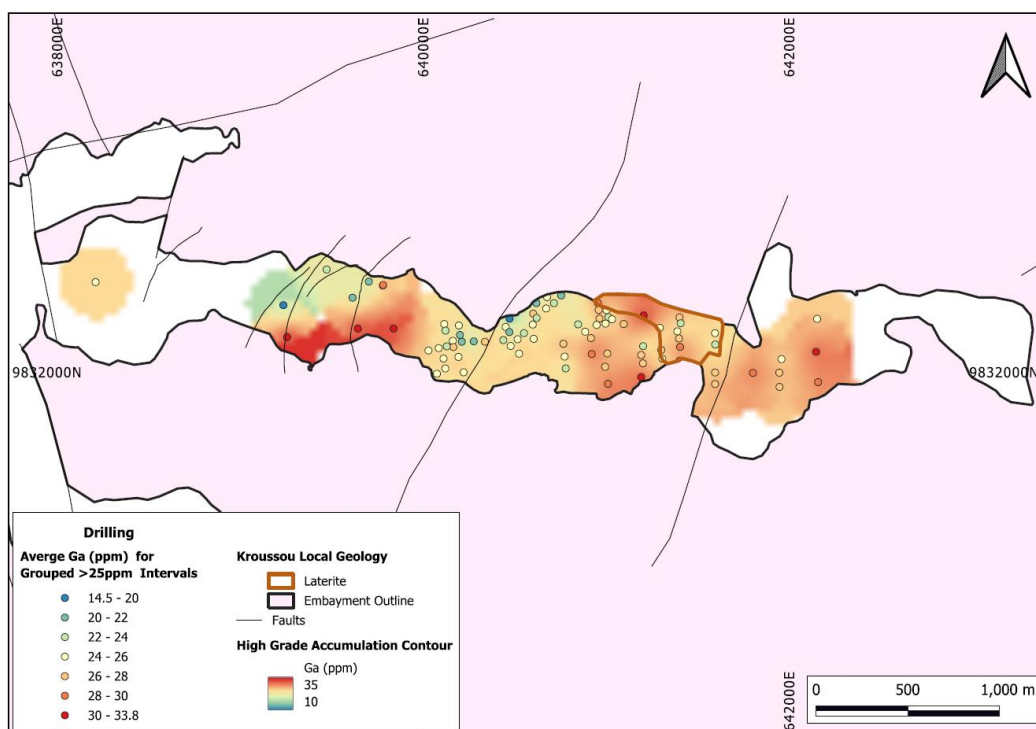 638000E
640000E
642000E
9832000N
9832000N
642000E
Drilling
Averge Ga (ppm) for
Grouped >25ppm Intervals
14.5 - 20
20 - 22
22 - 24
24 - 26
26 - 28
28 - 30
30 - 33.8
Kroussou Local Geology
Laterite
Embayment Outline
Faults
High Grade Accumulation Contour
Ga (ppm)
35
10
0 500 1,000 m